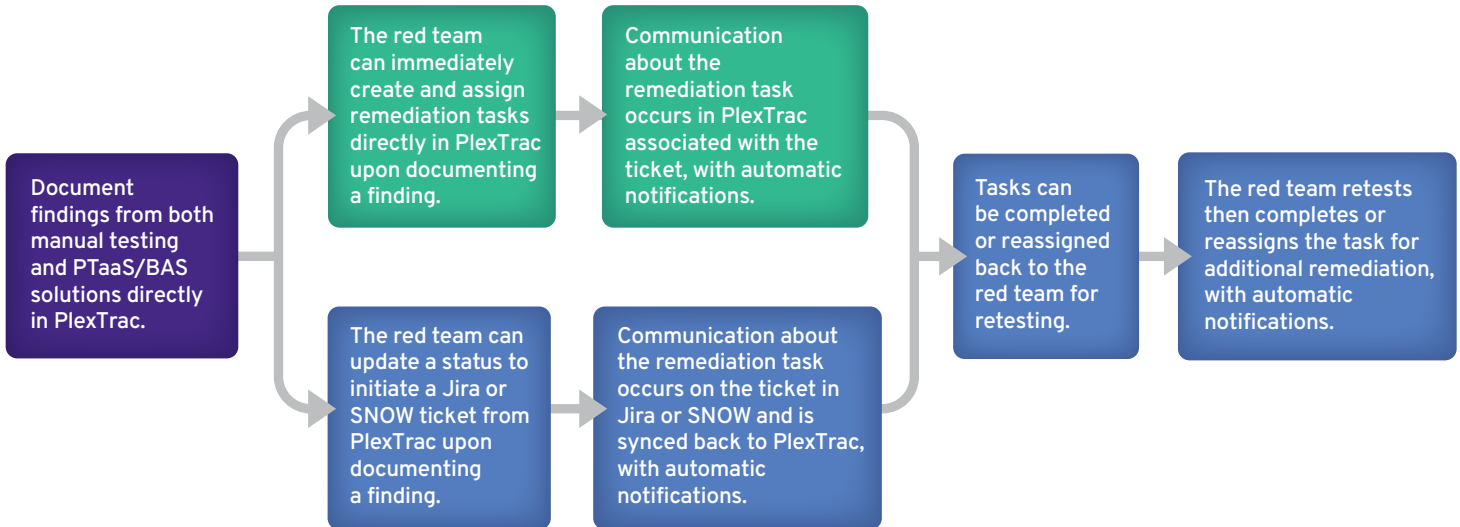 Document
findings from both
manual testing
and PTaaS/BAS
solutions directly
in PlexTrac.
The red team
can immediately
create and assign
remediation tasks
directly in PlexTrac
upon documenting
a finding.
Communication
about the
remediation task
occurs in PlexTrac
associated with the
ticket, with automatic
notifications.
The red team can
update a status to
initiate a Jira or
SNOW ticket from
PlexTrac upon
documenting
a finding.
Communication about
the remediation task
occurs on the ticket in
Jira or SNOW and is
synced back to PlexTrac,
with automatic
notifications.
Tasks can
be completed
or reassigned
back to the
red team for
retesting.
The red team retests
then completes or
reassigns the task for
additional remediation,
with automatic
notifications.